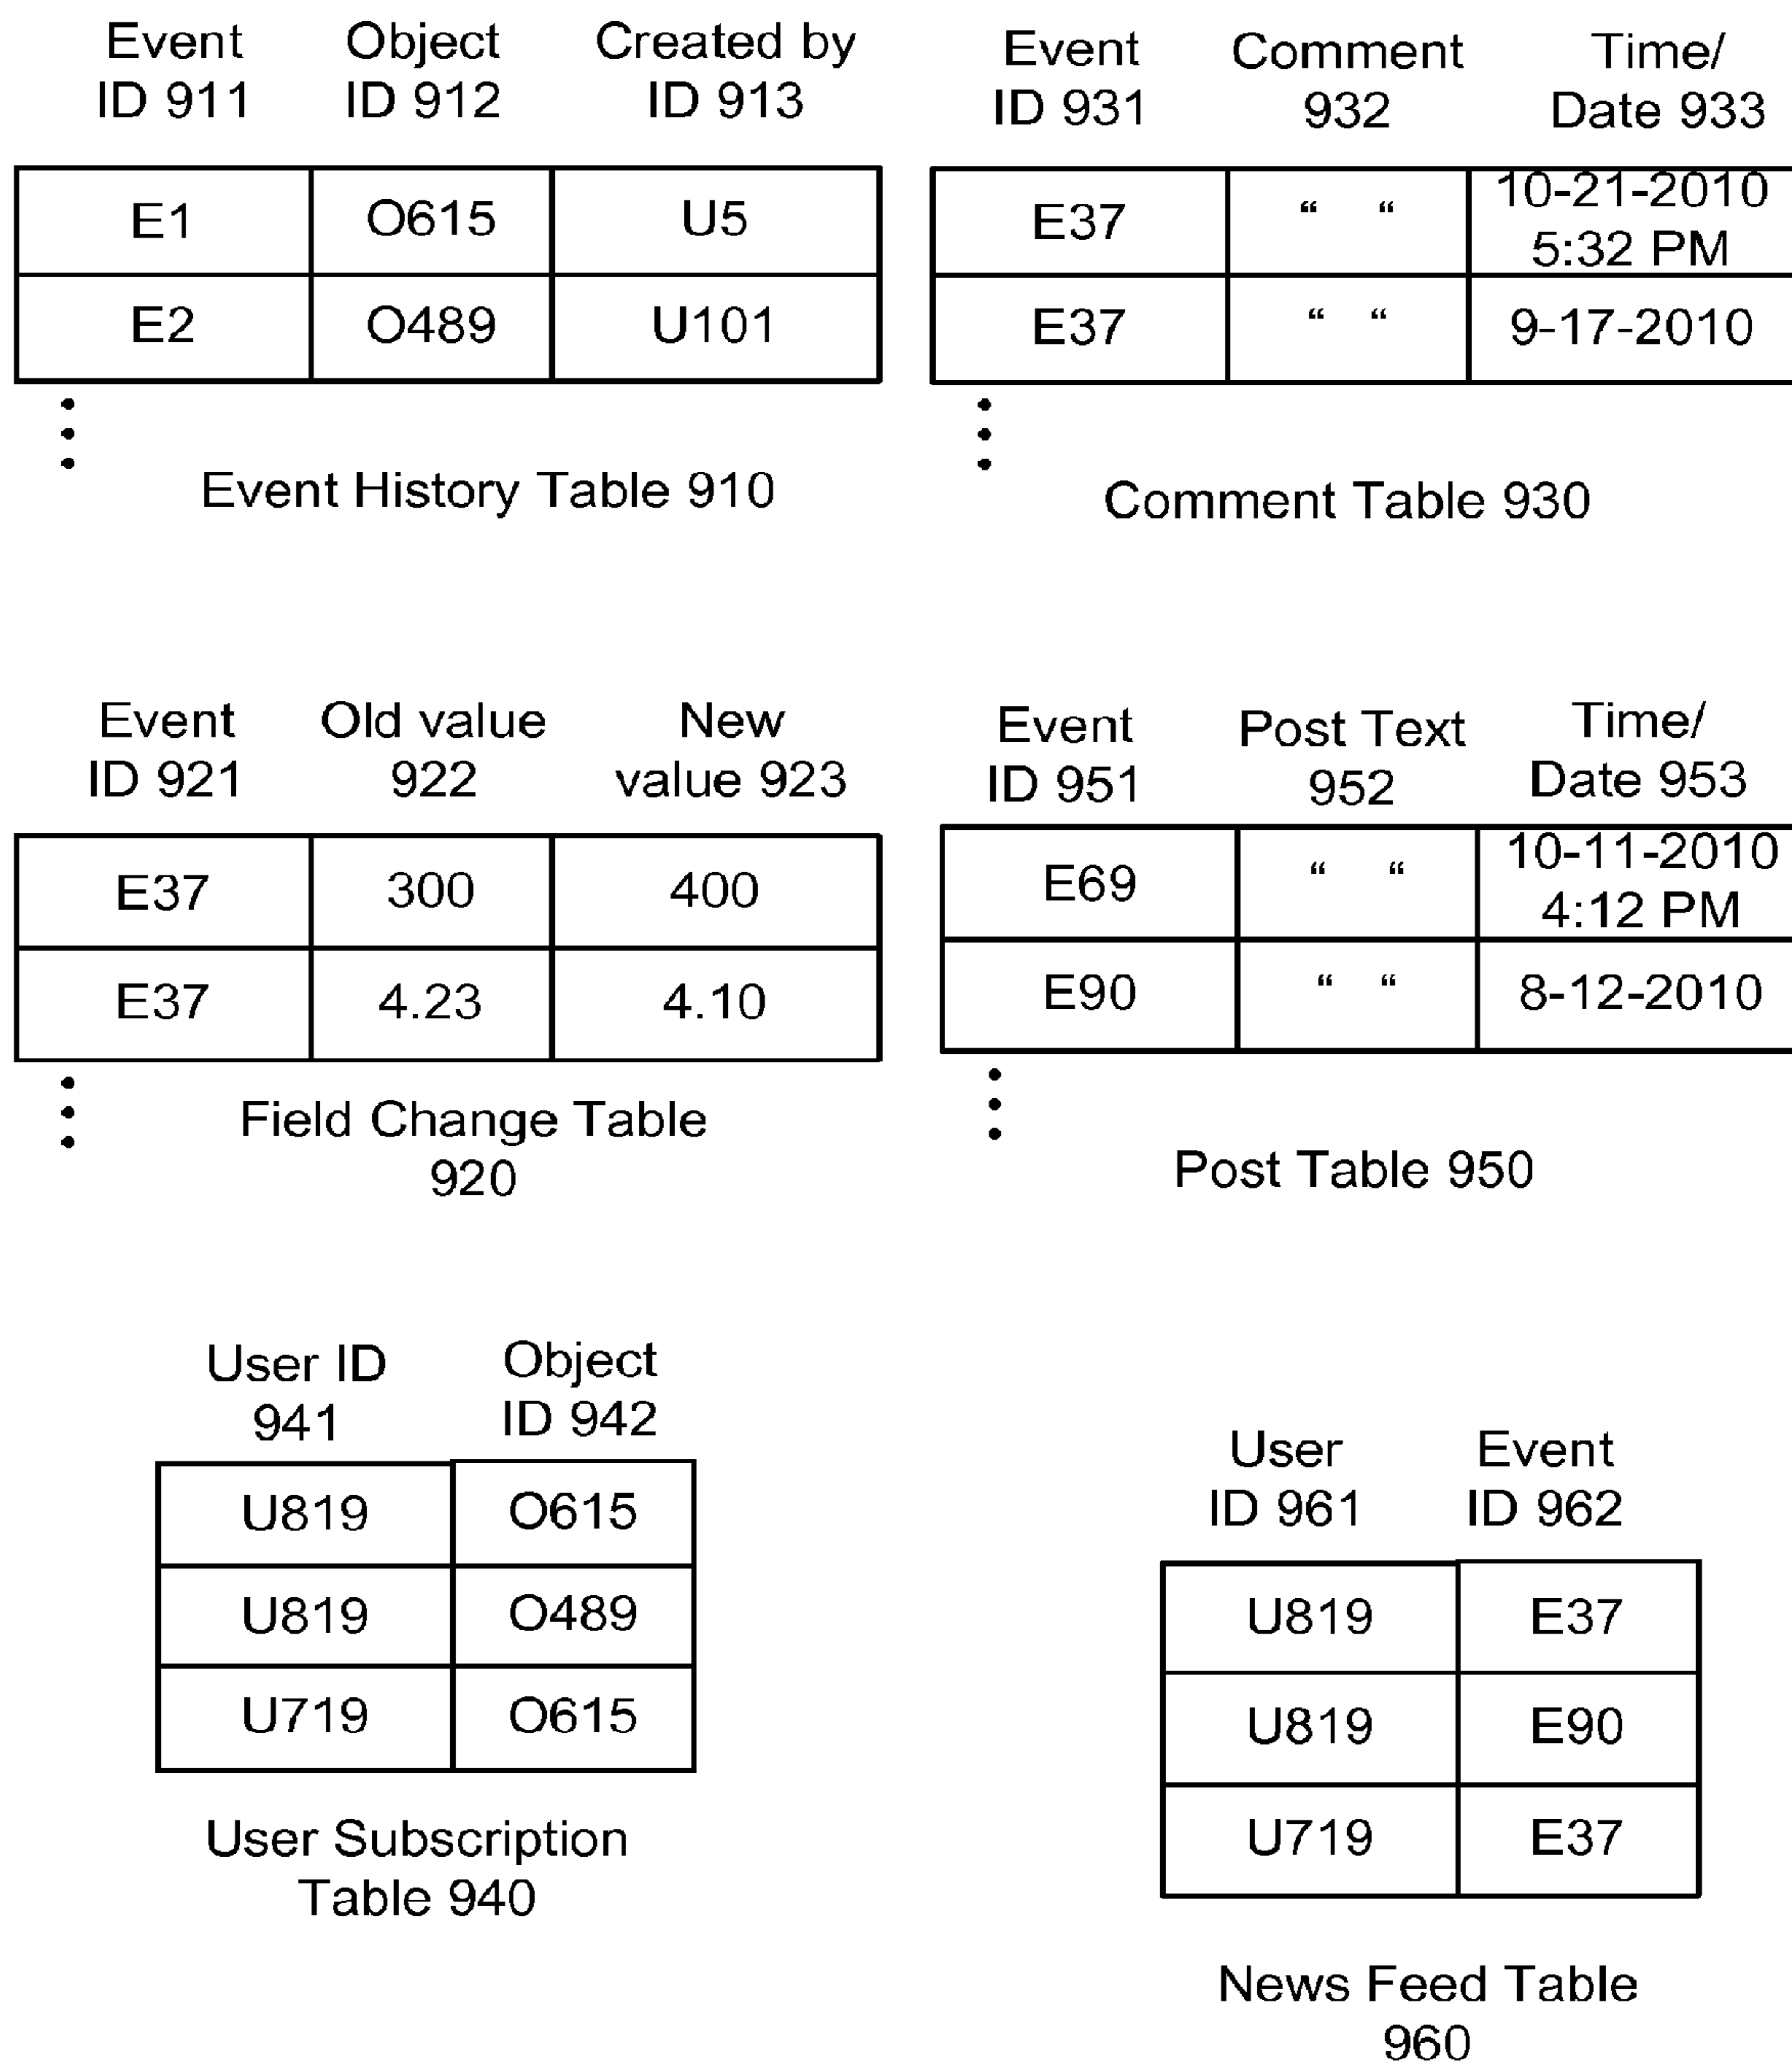 Event ID 911 Object ID 912 Created by ID 913
E1 O615 U5
E2 O489 U101
Event History Table 910
Event ID 931 Comment 932 Time/ Date 933
E37 “ “ 10-21-2010 5:32 PM
E37 “ “ 9-17-2010
Comment Table 930
Event ID 921 Old value 922 New value 923
E37 300 400
E37 4.23 4.10
Field Change Table 920
Event ID 951 Post Text 952 Time/ Date 953
E69 “ “ 10-11-2010 4:12 PM
E90 “ “ 8-12-2010
Post Table 950
User ID 941 Object ID 942
U819 O615
U819 O489
U719 O615
User Subscription Table 940
User ID 961 Event ID 962
U819 E37
U819 E90
U719 E37
News Feed Table 960